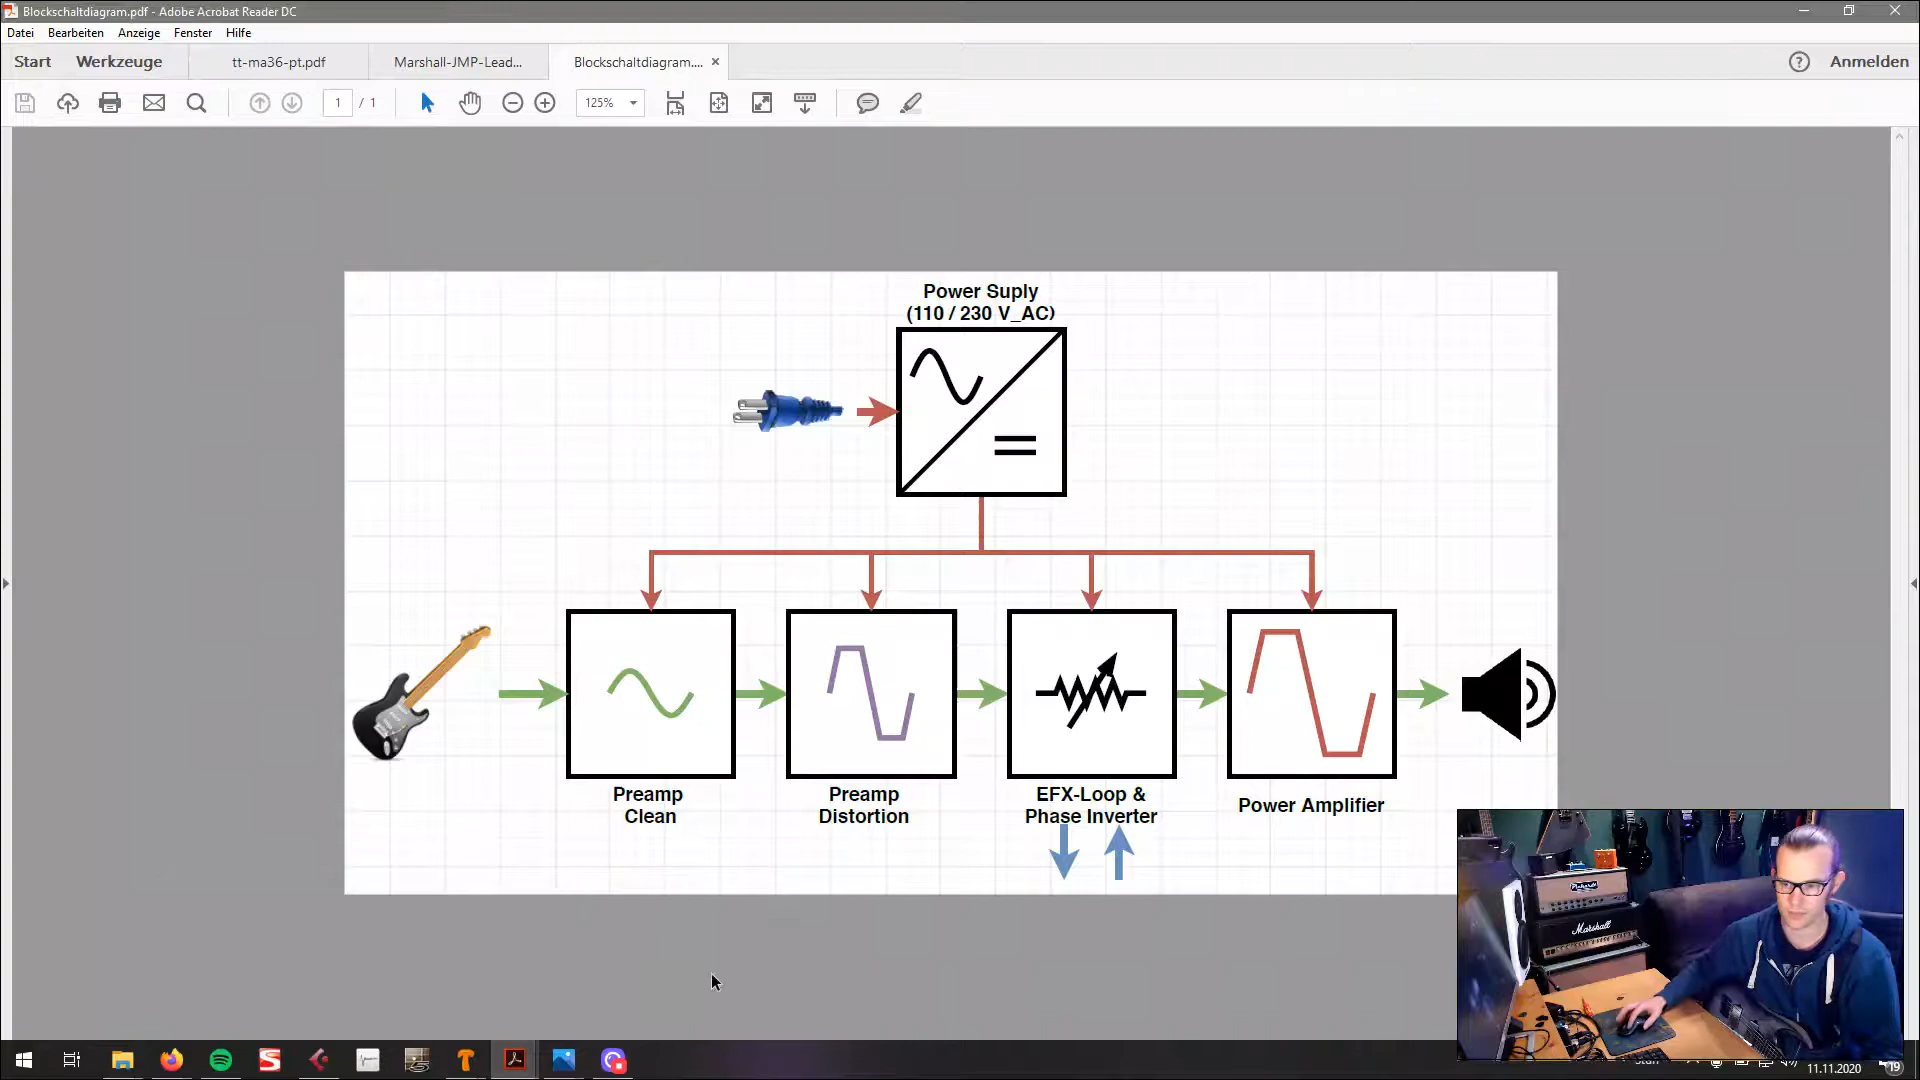 Blockschaltdiagram.pdf - Adobe Acrobat Reader DC
Datei Bearbeiten Anzeige Fenster Hilfe
Start Werkzeuge tt-ma36-pt.pdf Marshall-JMP-Lead... Blockschaltdiagram....
Anmelden
1 / 1 125%
Power Suply
(110 / 230 V_AC)
Preamp
Clean
Preamp
Distortion
EFX-Loop &
Phase Inverter
Power Amplifier
Marshall
11.11.2020
19